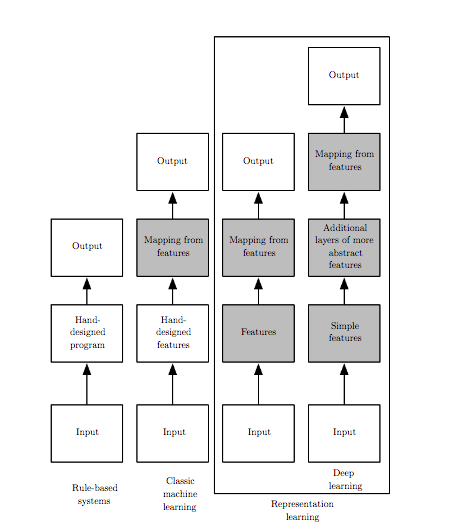 Output
Output
Output
Mapping from
features
Output
Mapping from
features
Mapping from
features
Additional
layers of more
abstract
features
Hand-
designed
program
Hand-
designed
features
Features
Simple
features
Input
Input
Input
Input
Rule-based
systems
Classic
machine
learning
Deep
learning
Representation
learning